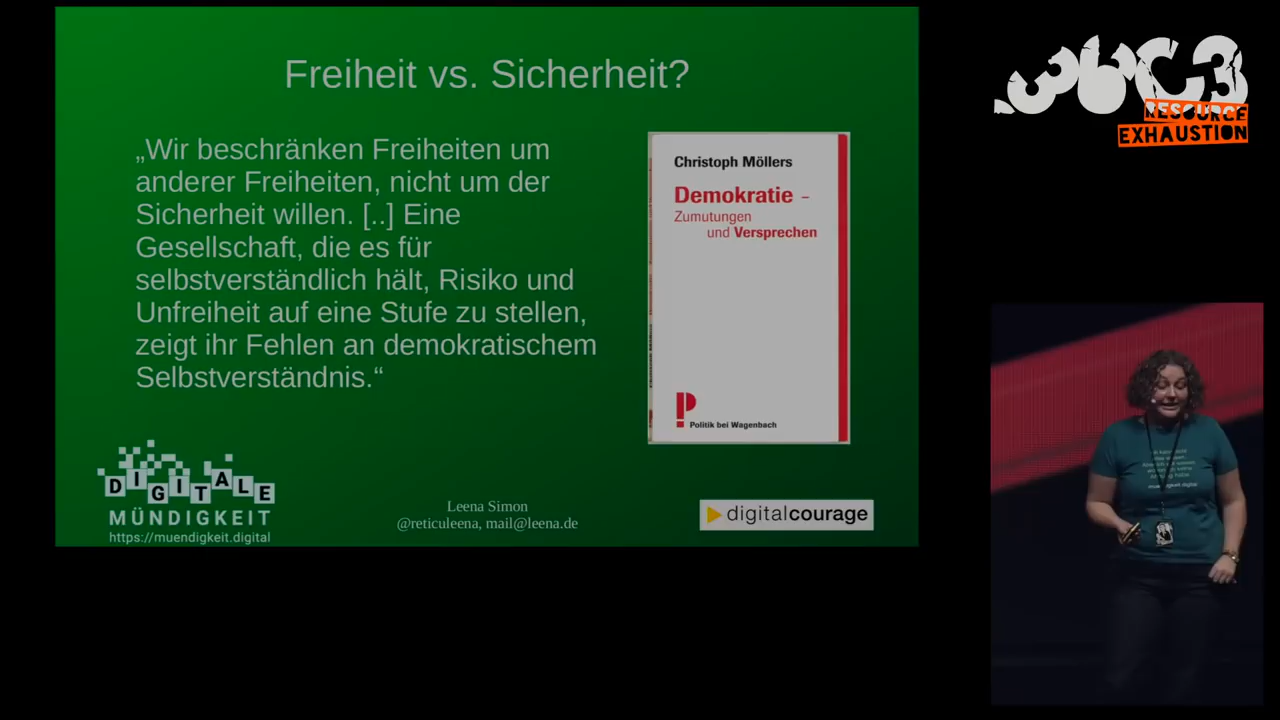 Freiheit vs. Sicherheit?
„Wir beschränken Freiheiten um
anderer Freiheiten, nicht um der
Sicherheit willen. [..] Eine
Gesellschaft, die es für
selbstverständlich hält, Risiko und
Unfreiheit auf eine Stufe zu stellen,
zeigt ihr Fehlen an demokratischem
Selbstverständnis.“
Christoph Möllers
Demokratie –
Zumutungen
und Versprechen
Politik bei Wagenbach
DIGITALE
MÜNDIGKEIT
https://muendigkeit.digital
Leena Simon
@reticuleena, mail@leena.de
digitalcourage
36C3
RESOURCE
EXHAUSTION
muendigkeit.digital